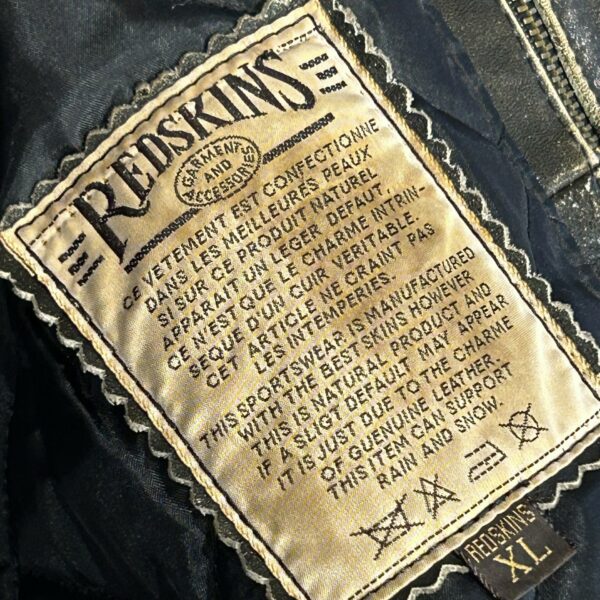 REDSKINS
GARMENTS
AND
ACCESSORIES
CE VETEMENT EST CONFECTIONNE
DANS LES MEILLEURES PEAUX
SI SUR CE PRODUIT NATUREL
APPARAIT UN LEGER DEFAUT,
CE N'EST QUE LE CHARME INTRIN-
SEQUE D'UN CUIR VERITABLE.
CET ARTICLE NE CRAINT PAS
LES INTEMPERIES.
THIS SPORTSWEAR IS MANUFACTURED
WITH THE BEST SKINS HOWEVER
THIS IS NATURAL PRODUCT AND
IF A SLIGT DEFAULT MAY APPEAR
IT IS JUST DUE TO THE CHARME
OF GUENUINE LEATHER.
THIS ITEM CAN SUPPORT
RAIN AND SNOW.
REDSKINS
XL